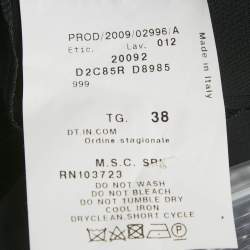 PROD/2009/02996/A
Etic. Lav. 012
20092
D2C85R D8985
999
Made in Italy
TG. 38
DT.IN.COM
Ordine stagionale
M.S.C. SPA
RN103723
DO NOT WASH
DO NOT BLEACH
DO NOT TUMBLE DRY
COOL IRON
DRYCLEAN.SHORT CYCLE